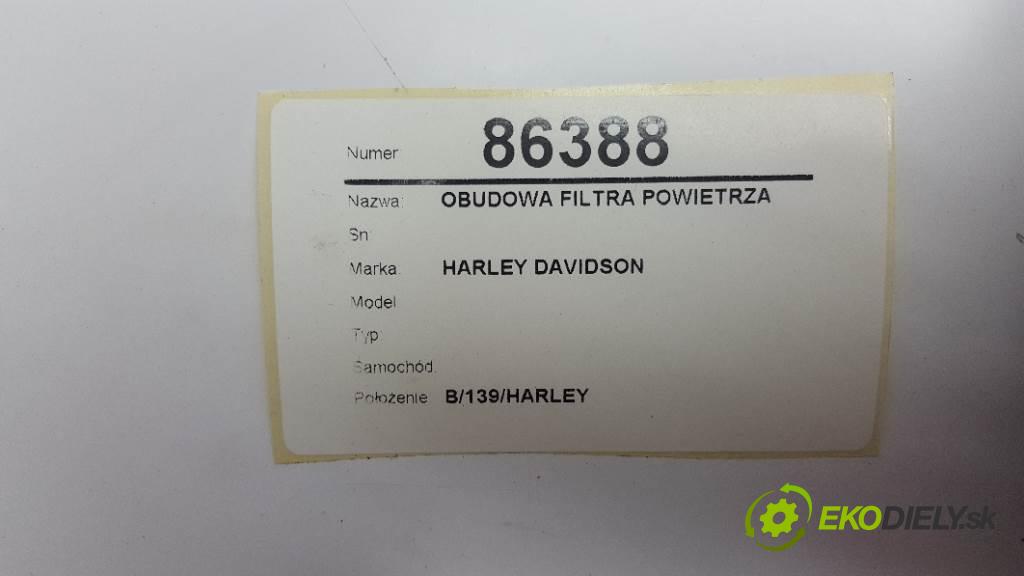 Numer 86388
Nazwa: OBUDOWA FILTRA POWIETRZA
Sn:
Marka: HARLEY DAVIDSON
Model
Typ:
Samochód:
Położenie B/139/HARLEY
EKODIELY.sk